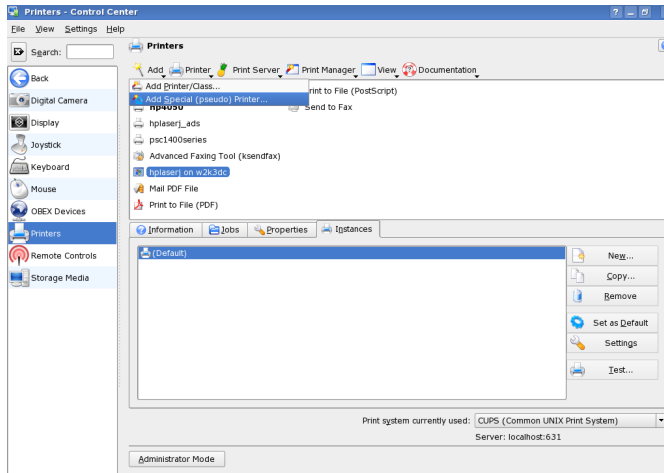 Printers - Control Center
File View Settings Help
Search:
Printers
Add Printer Print Server Print Manager View Documentation
Add Printer/Class...
Add Special (pseudo) Printer...
rint to File (PostScript)
hp4050
Send to Fax
hplaserj_ads
psc1400series
Advanced Faxing Tool (ksendfax)
hplaserj on w2k3dc
Mail PDF File
Print to File (PDF)
Back
Digital Camera
Display
Joystick
Keyboard
Mouse
OBEX Devices
Printers
Remote Controls
Storage Media
Information Jobs Properties Instances
(Default)
New...
Copy...
Remove
Set as Default
Settings
Test...
Print system currently used: CUPS (Common UNIX Print System)
Server: localhost:631
Administrator Mode